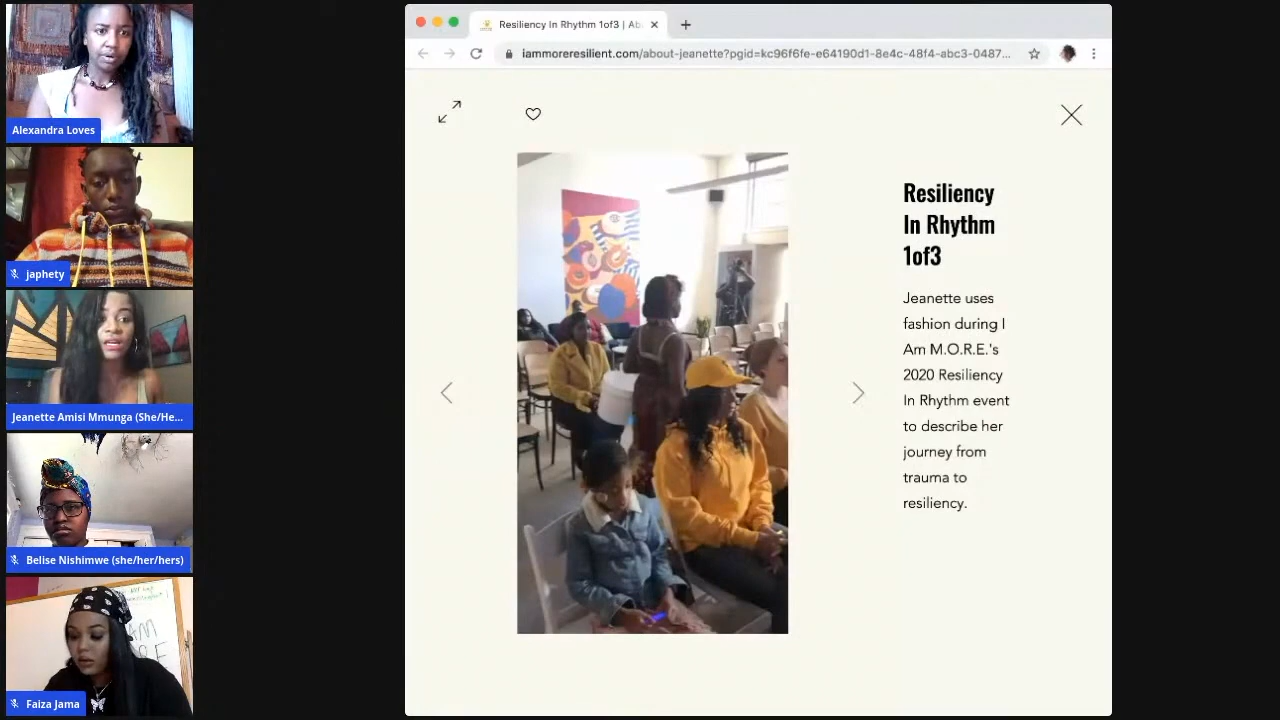 Alexandra Loves
japhety
Jeanette Amisi Mmunga (She/He...
Belise Nishimwe (she/her/hers)
Faiza Jama
Resiliency In Rhythm 1of3 | Ab
iammoreresilient.com/about-jeanette?pgid=kc96f6fe-e64190d1-8e4c-48f4-abc3-0487...
Resiliency
In Rhythm
1of3
Jeanette uses
fashion during I
Am M.O.R.E.'s
2020 Resiliency
In Rhythm event
to describe her
journey from
trauma to
resiliency.